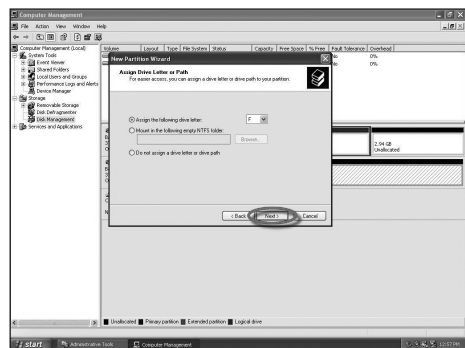 Computer Management
File Action View Window Help
Computer Management (Local)
System Tools
Event Viewer
Shared Folders
Local Users and Groups
Performance Logs and Alerts
Device Manager
Storage
Removable Storage
Disk Defragmenter
Disk Management
Services and Applications
Volume Layout Type File System Status Capacity Free Space % Free Fault Tolerance Overhead
No 0%
No 0%
New Partition Wizard
Assign Drive Letter or Path
For easier access, you can assign a drive letter or drive path to your partition.
Assign the following drive letter: F
Mount in the following empty NTFS folder:
Browse...
Do not assign a drive letter or drive path
< Back Next > Cancel
2.94 GB
Unallocated
Unallocated Primary partition Extended partition Logical drive
start Administrative Tools Computer Management 12:57 PM